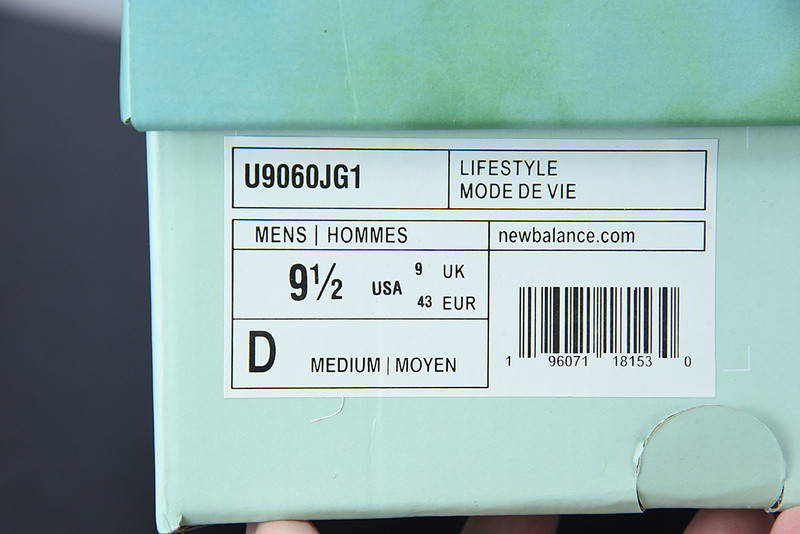 U9060JG1
LIFESTYLE
MODE DE VIE
MENS | HOMMES
newbalance.com
9½ USA
9 UK
43 EUR
D MEDIUM | MOYEN
1 96071 18153 0